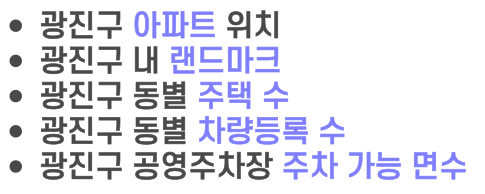 • 광진구 아파트 위치
• 광진구 내 랜드마크
• 광진구 동별 주택 수
• 광진구 동별 차량등록 수
• 광진구 공영주차장 주차 가능 면수